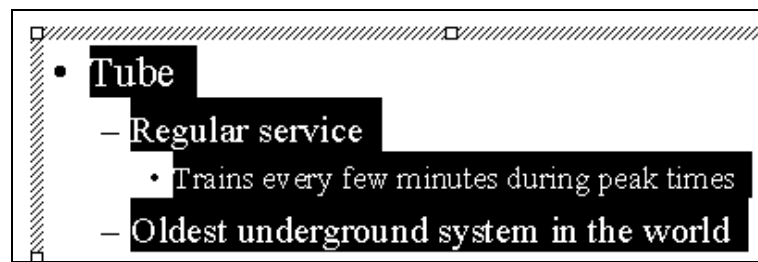 • Tube
– Regular service
• Trains every few minutes during peak times
– Oldest underground system in the world